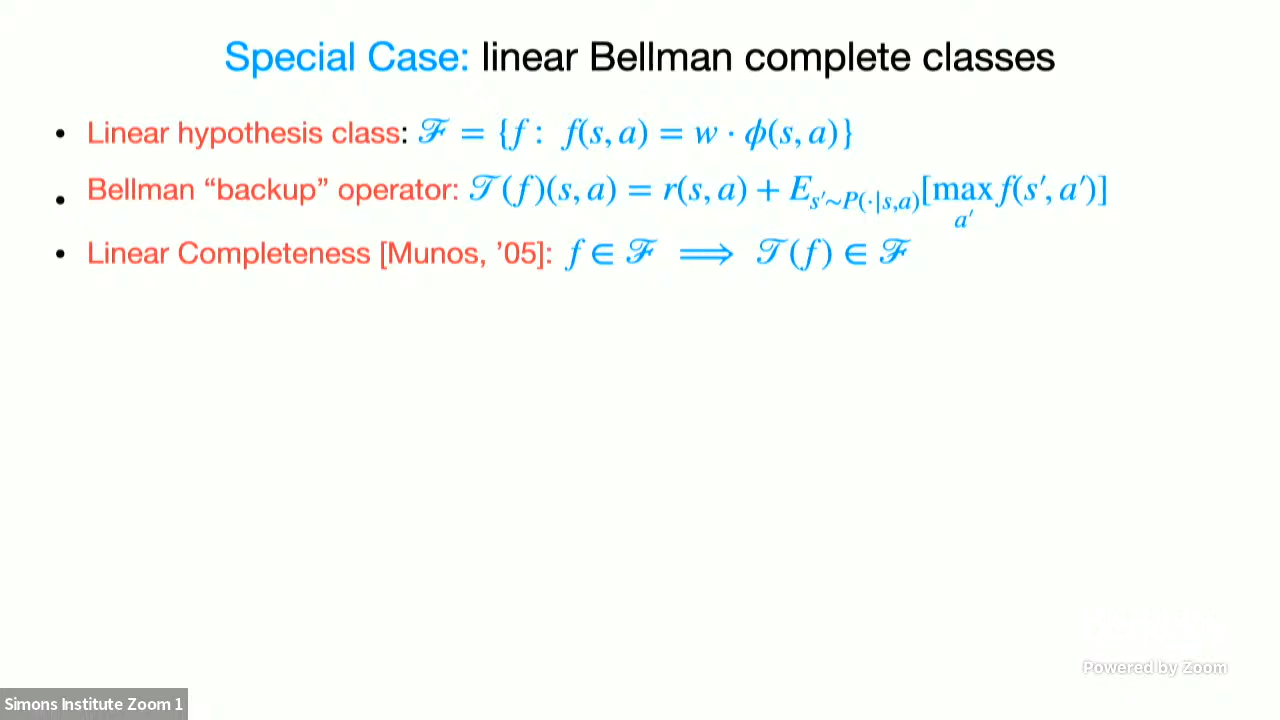 Special Case: linear Bellman complete classes
• Linear hypothesis class: ℱ = {f : f(s, a) = w · ϕ(s, a)}
• Bellman “backup” operator: 𝒯(f)(s, a) = r(s, a) + E_{s′∼P(·|s,a)}[max_{a′} f(s′, a′)]
• Linear Completeness [Munos, ’05]: f ∈ ℱ ⟹ 𝒯(f) ∈ ℱ
Powered by Zoom
Simons Institute Zoom 1